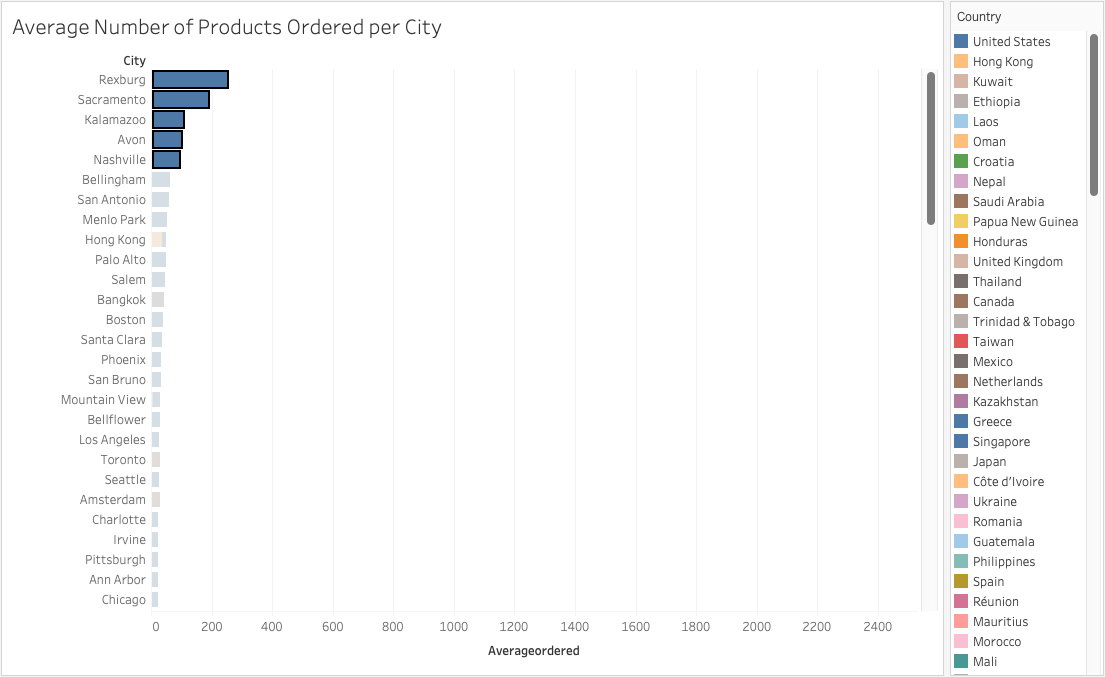 Average Number of Products Ordered per City
City
Rexburg
Sacramento
Kalamazoo
Avon
Nashville
Bellingham
San Antonio
Menlo Park
Hong Kong
Palo Alto
Salem
Bangkok
Boston
Santa Clara
Phoenix
San Bruno
Mountain View
Bellflower
Los Angeles
Toronto
Seattle
Amsterdam
Charlotte
Irvine
Pittsburgh
Ann Arbor
Chicago
0 200 400 600 800 1000 1200 1400 1600 1800 2000 2200 2400
Averageordered
Country
United States
Hong Kong
Kuwait
Ethiopia
Laos
Oman
Croatia
Nepal
Saudi Arabia
Papua New Guinea
Honduras
United Kingdom
Thailand
Canada
Trinidad & Tobago
Taiwan
Mexico
Netherlands
Kazakhstan
Greece
Singapore
Japan
Côte d’Ivoire
Ukraine
Romania
Guatemala
Philippines
Spain
Réunion
Mauritius
Morocco
Mali